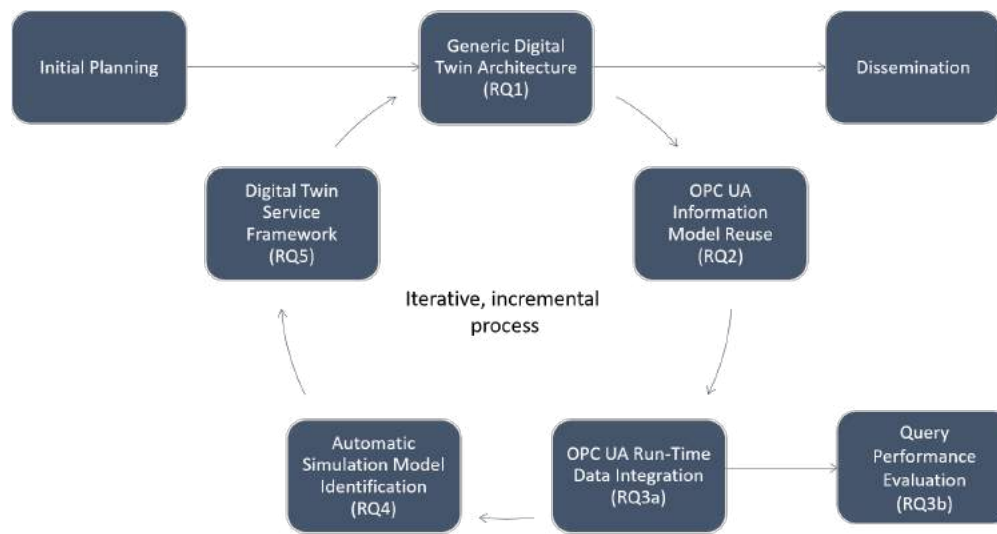 Initial Planning
Generic Digital
Twin Architecture
(RQ1)
Dissemination
Digital Twin
Service
Framework
(RQ5)
OPC UA
Information
Model Reuse
(RQ2)
Iterative, incremental
process
Automatic
Simulation Model
Identification
(RQ4)
OPC UA Run-Time
Data Integration
(RQ3a)
Query
Performance
Evaluation
(RQ3b)